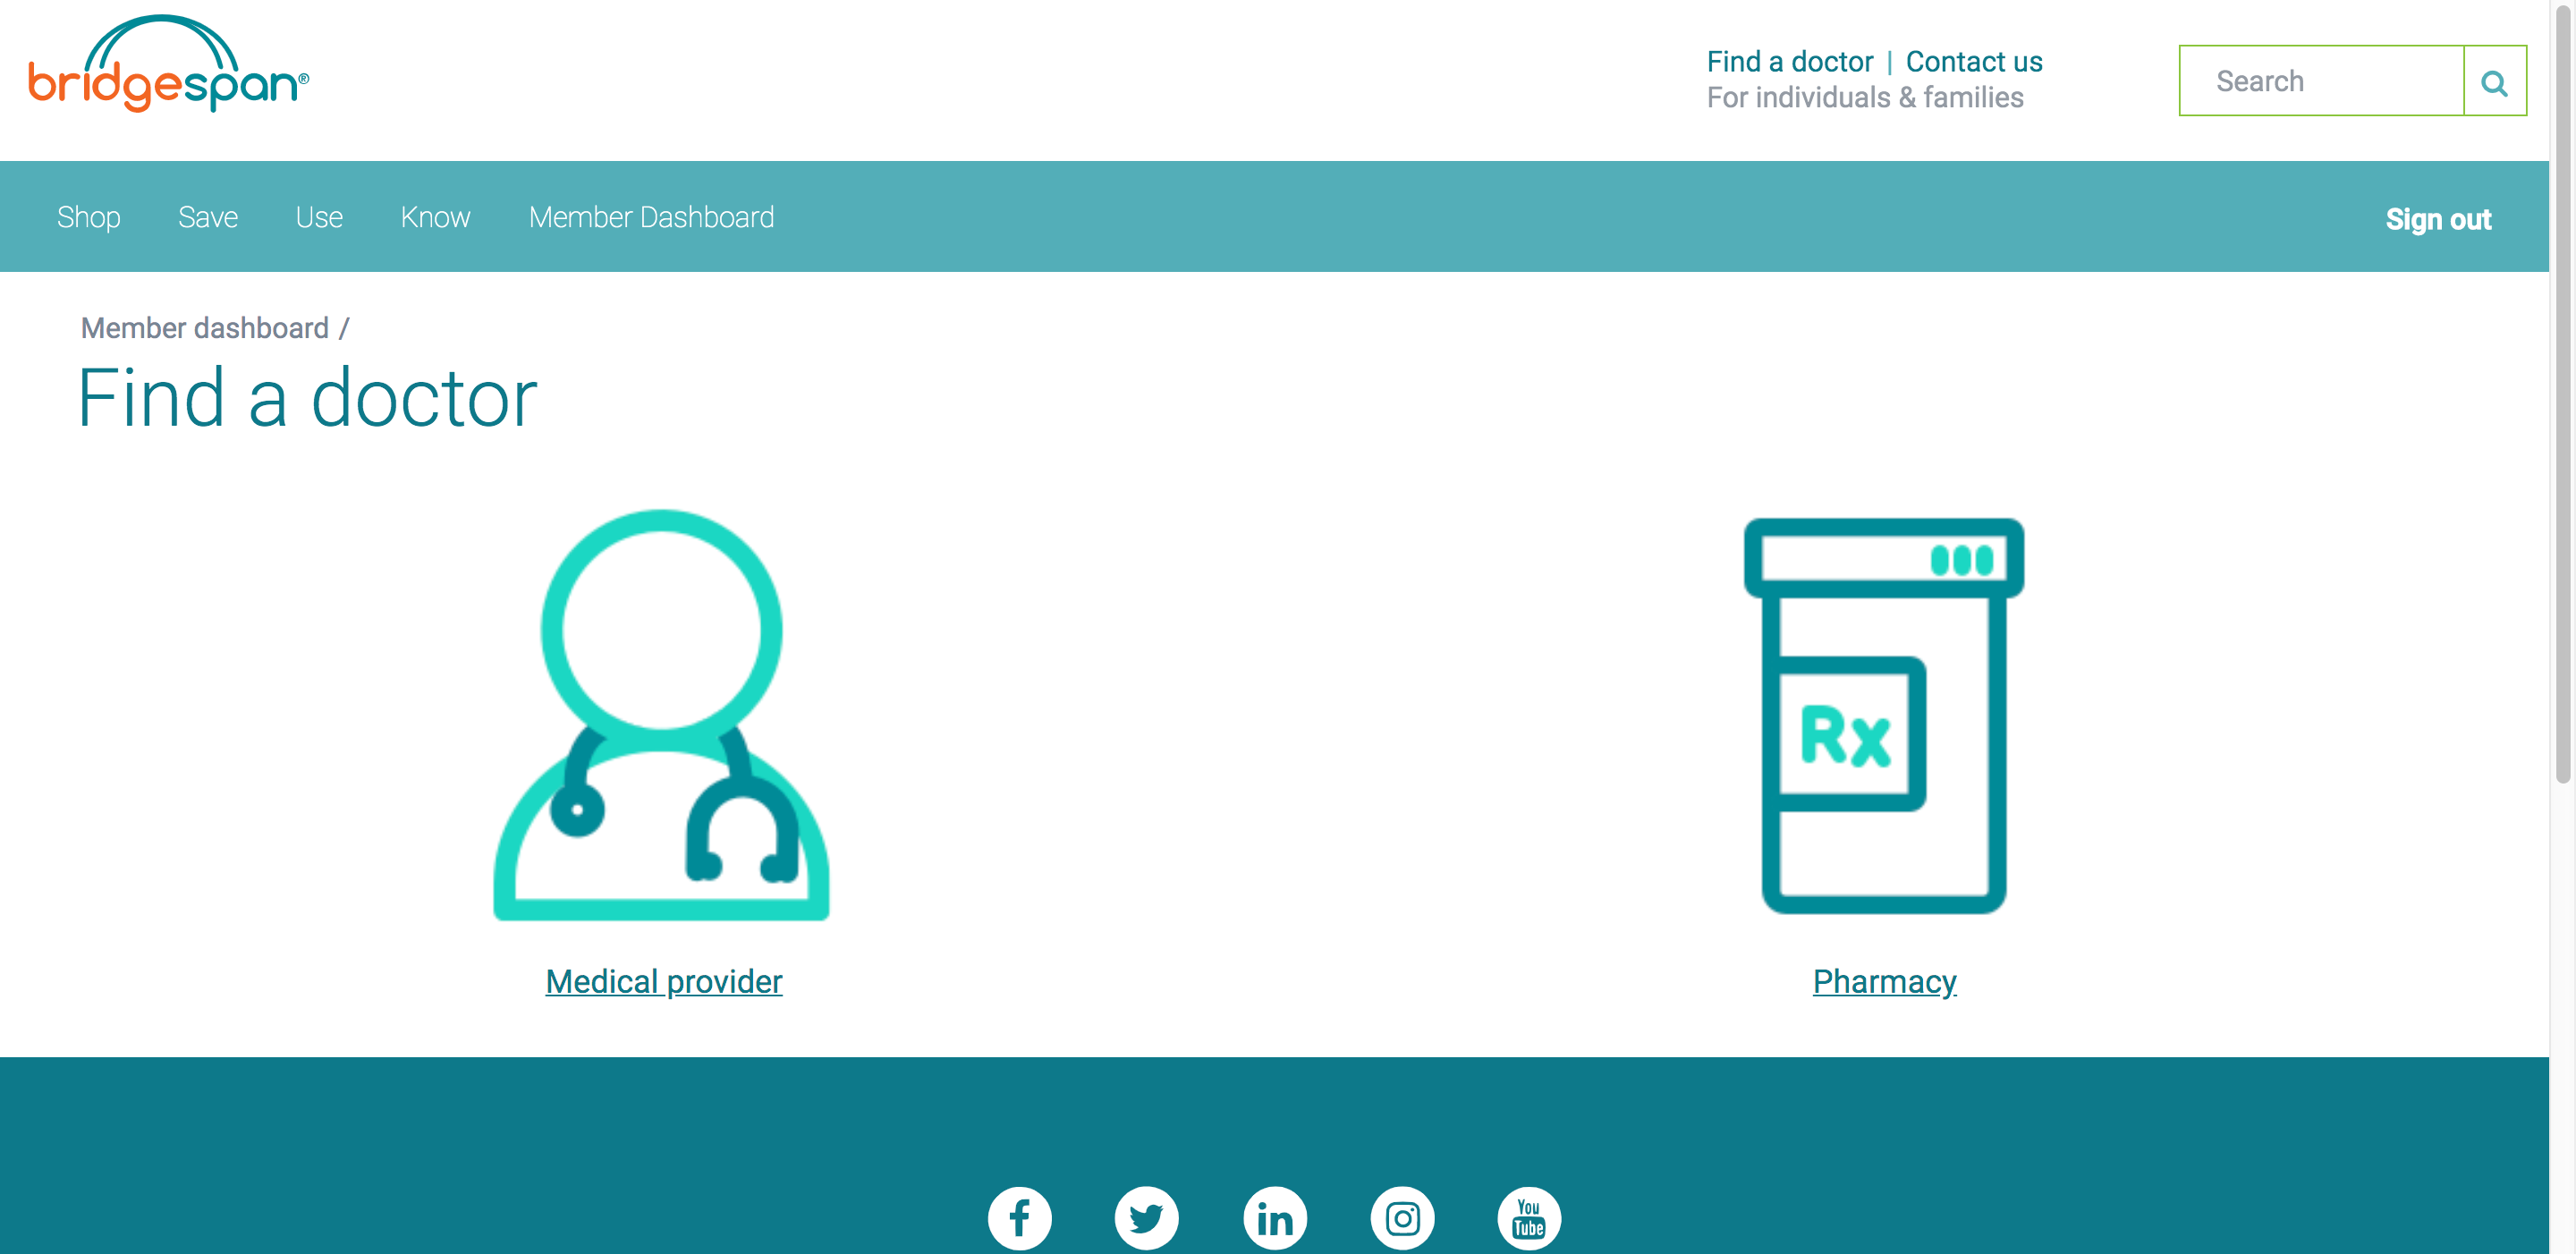 bridgespan®
Find a doctor | Contact us
For individuals & families
Search
Shop Save Use Know Member Dashboard Sign out
Member dashboard /
Find a doctor
Rx
Medical provider
Pharmacy
You
Tube